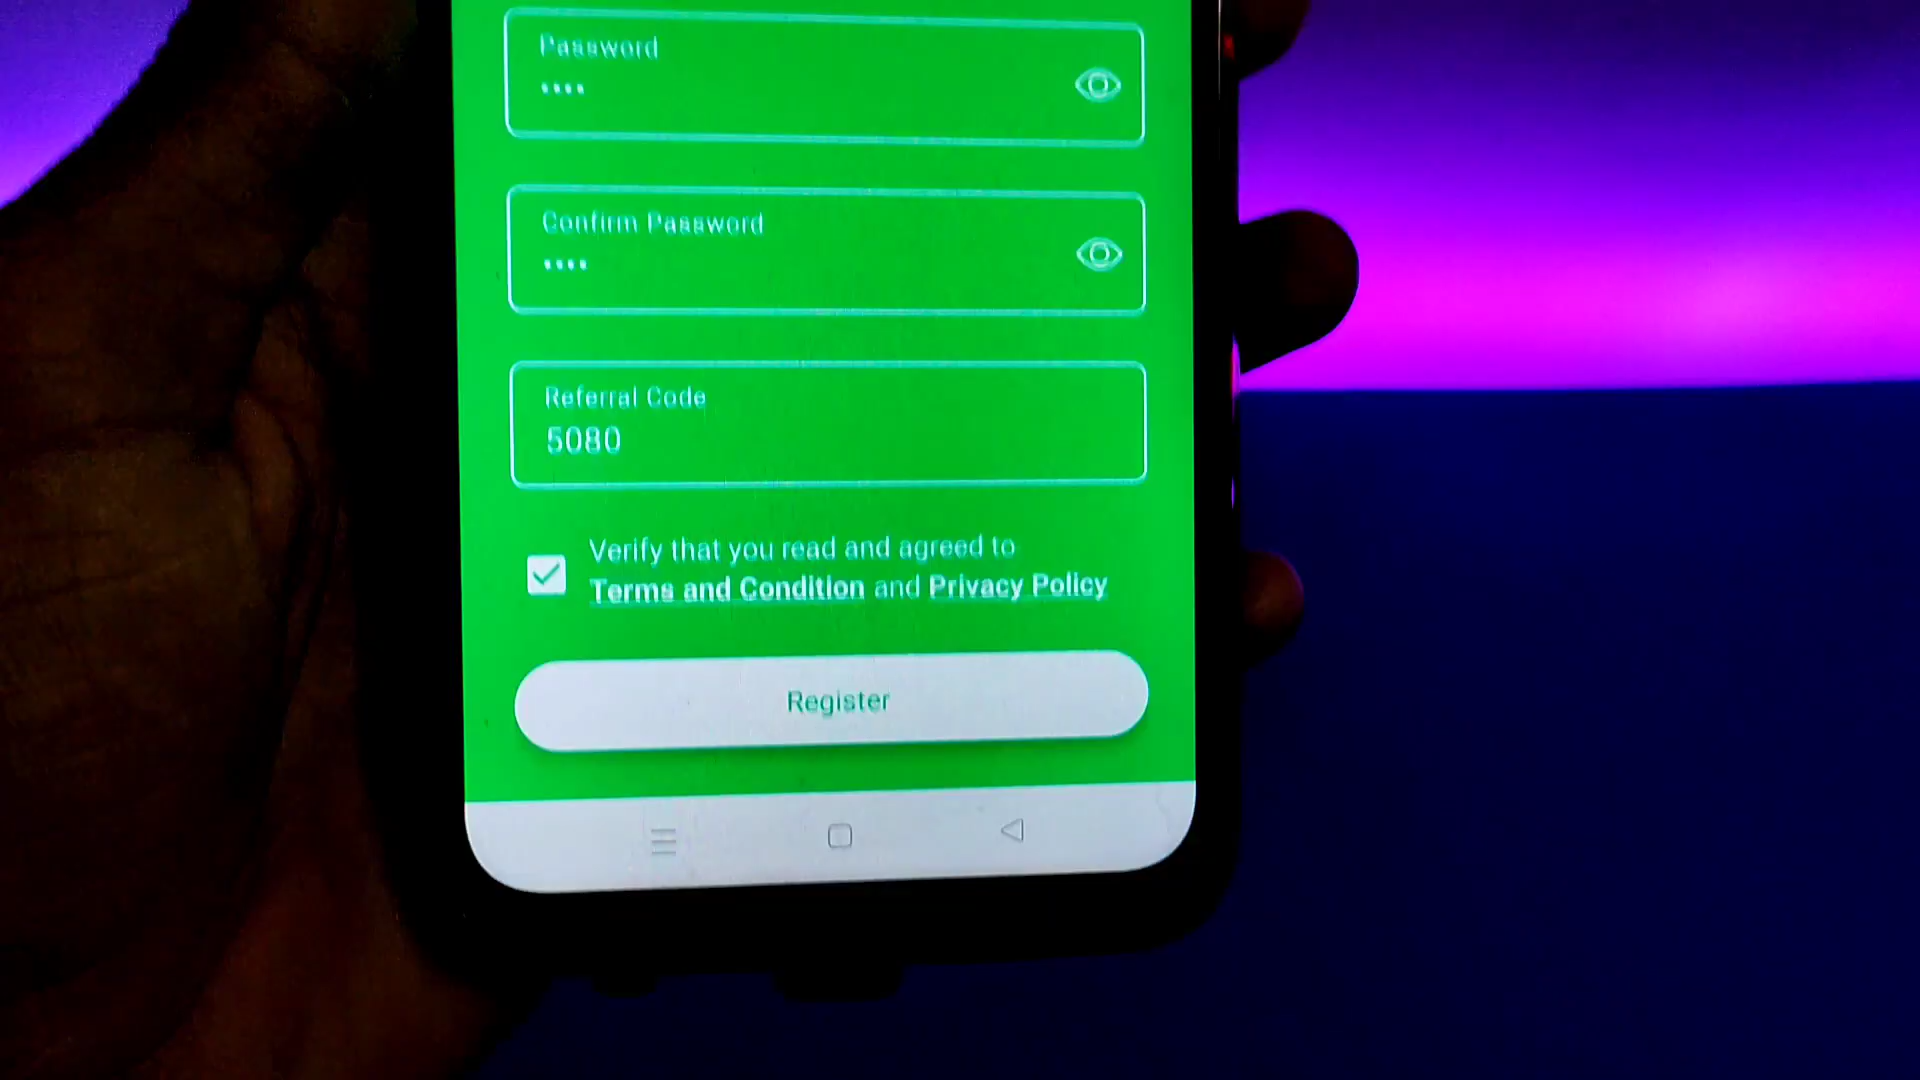 Password
••••
Confirm Password
••••
Referral Code
5080
Verify that you read and agreed to
Terms and Condition and Privacy Policy
Register